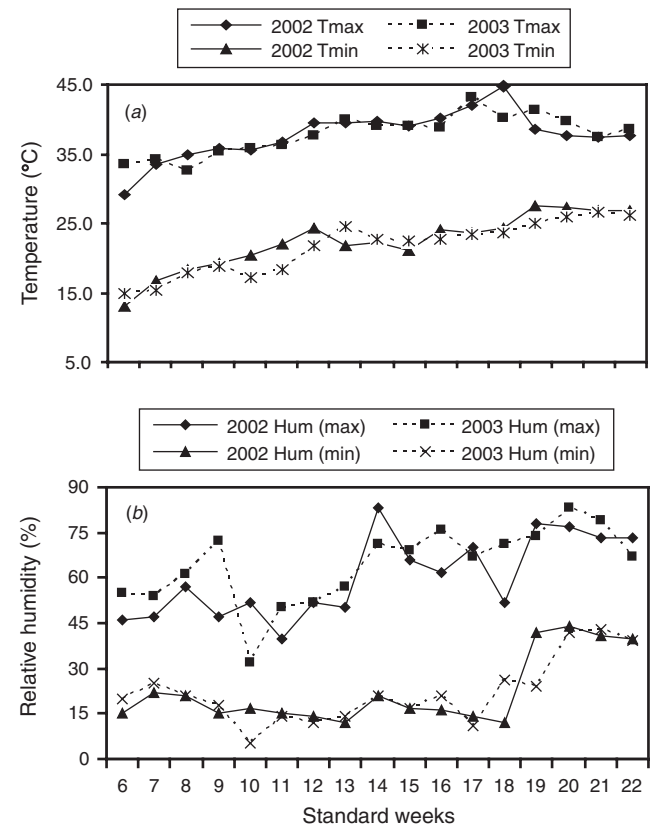 2002 Tmax 2003 Tmax
2002 Tmin 2003 Tmin
45.0
(a)
35.0
25.0
15.0
5.0
Temperature (°C)
2002 Hum (max) 2003 Hum (max)
2002 Hum (min) 2003 Hum (min)
90
(b)
75
60
45
30
15
0
Relative humidity (%)
6 7 8 9 10 11 12 13 14 15 16 17 18 19 20 21 22
Standard weeks